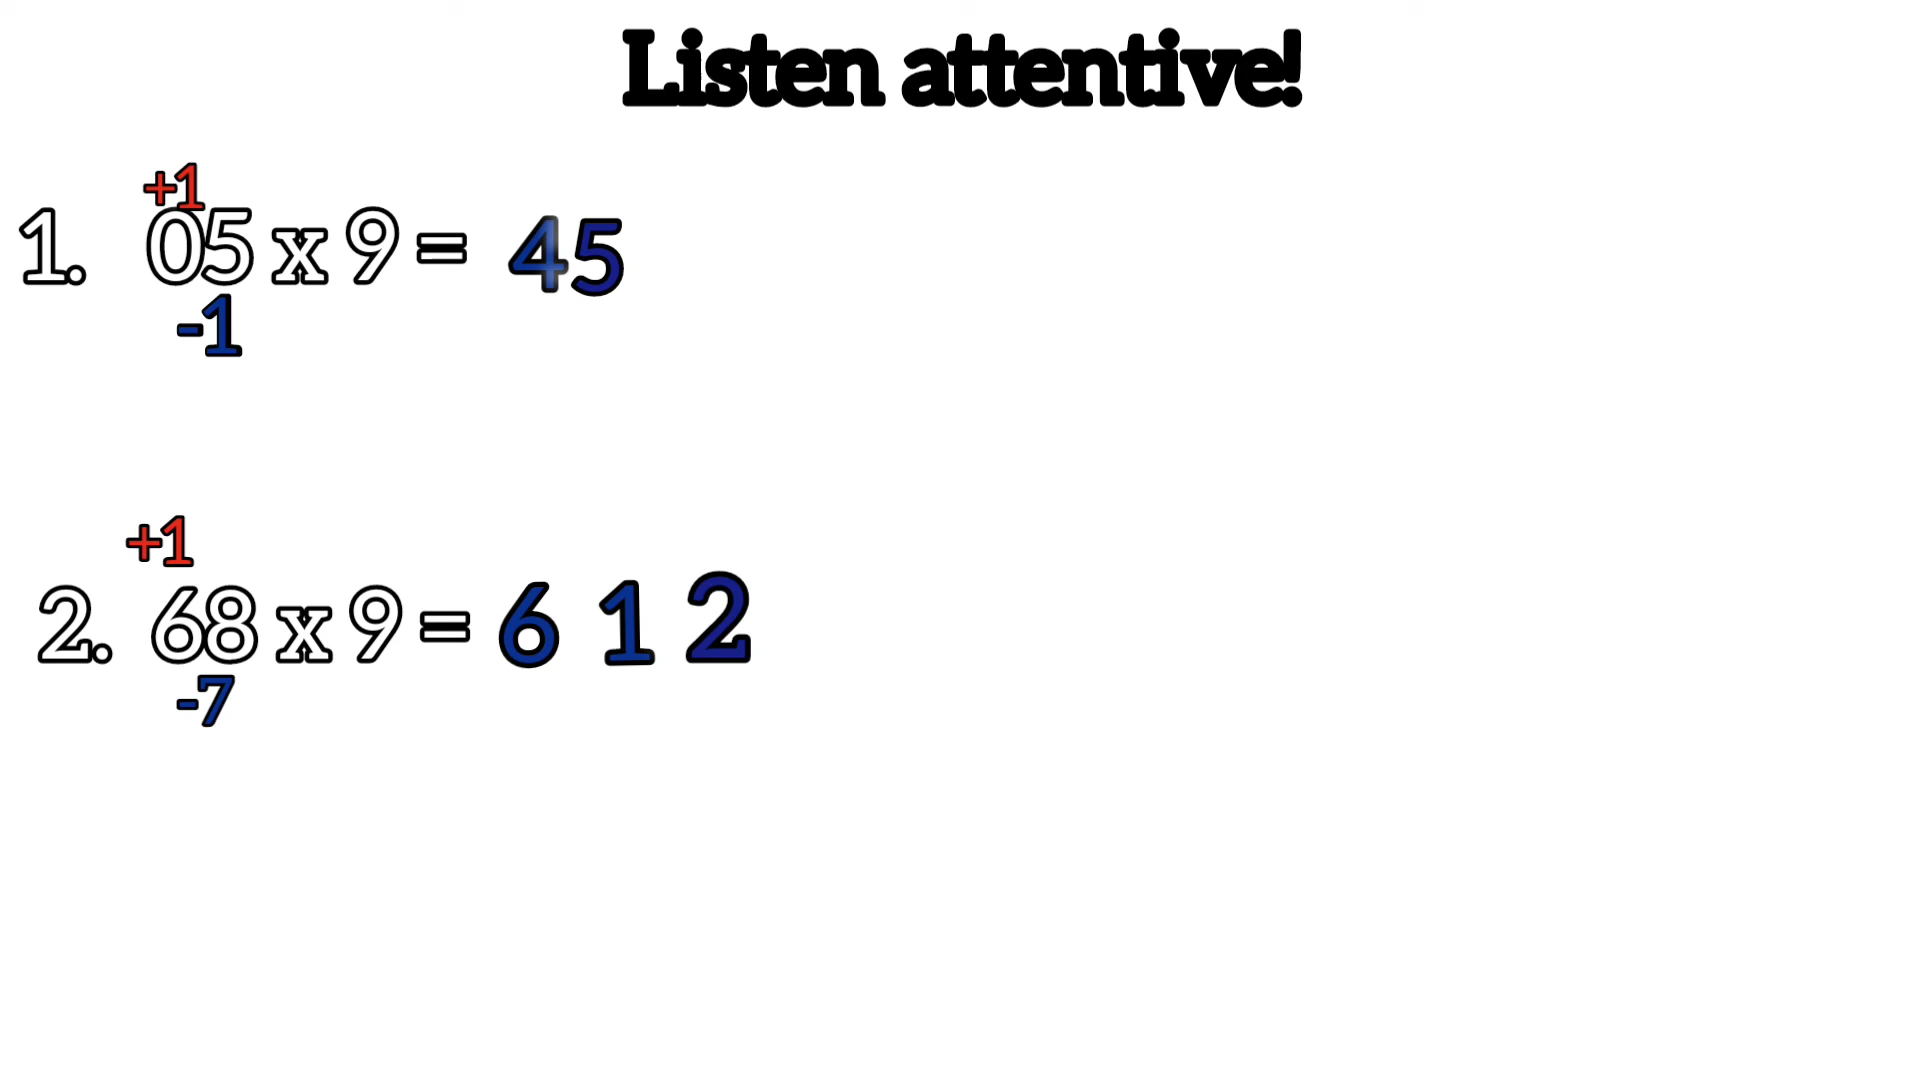 Listen attentive!
+1
1. 05 x 9 = 45
-1
+1
2. 68 x 9 = 6 1 2
-7